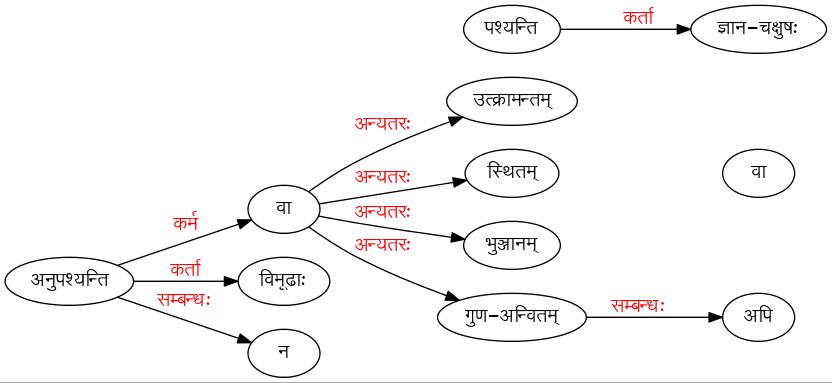 पश्यन्ति कर्ता ज्ञान-चक्षुषः
उत्क्रामन्तम्
अन्यतरः
स्थितम् वा
अन्यतरः
वा अन्यतरः
कर्म भुञ्जानम्
अन्यतरः
अनुपश्यन्ति कर्ता विमृढाः
सम्बन्धः गुण-अन्वितम् सम्बन्धः अपि
न